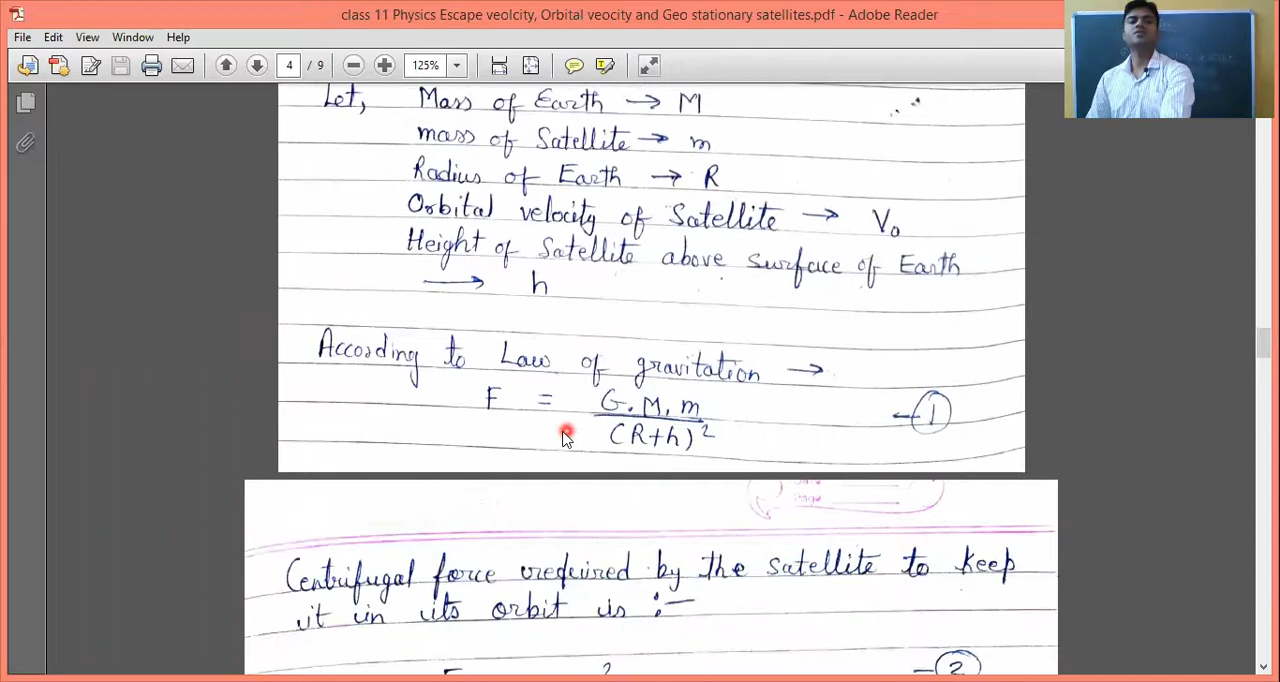 class 11 Physics Escape veolcity, Orbital veocity and Geo stationary satellites.pdf - Adobe Reader
File Edit View Window Help
4 / 9 125%
Let, Mass of Earth → M
mass of Satellite → m
Radius of Earth → R
Orbital velocity of Satellite → Vo
Height of Satellite above surface of Earth
→ h
According to Law of gravitation →
F = G.M.m
(R+h)² ← 1
Centrifugal force required by the satellite to keep
it in its orbit is :-
2
- 2